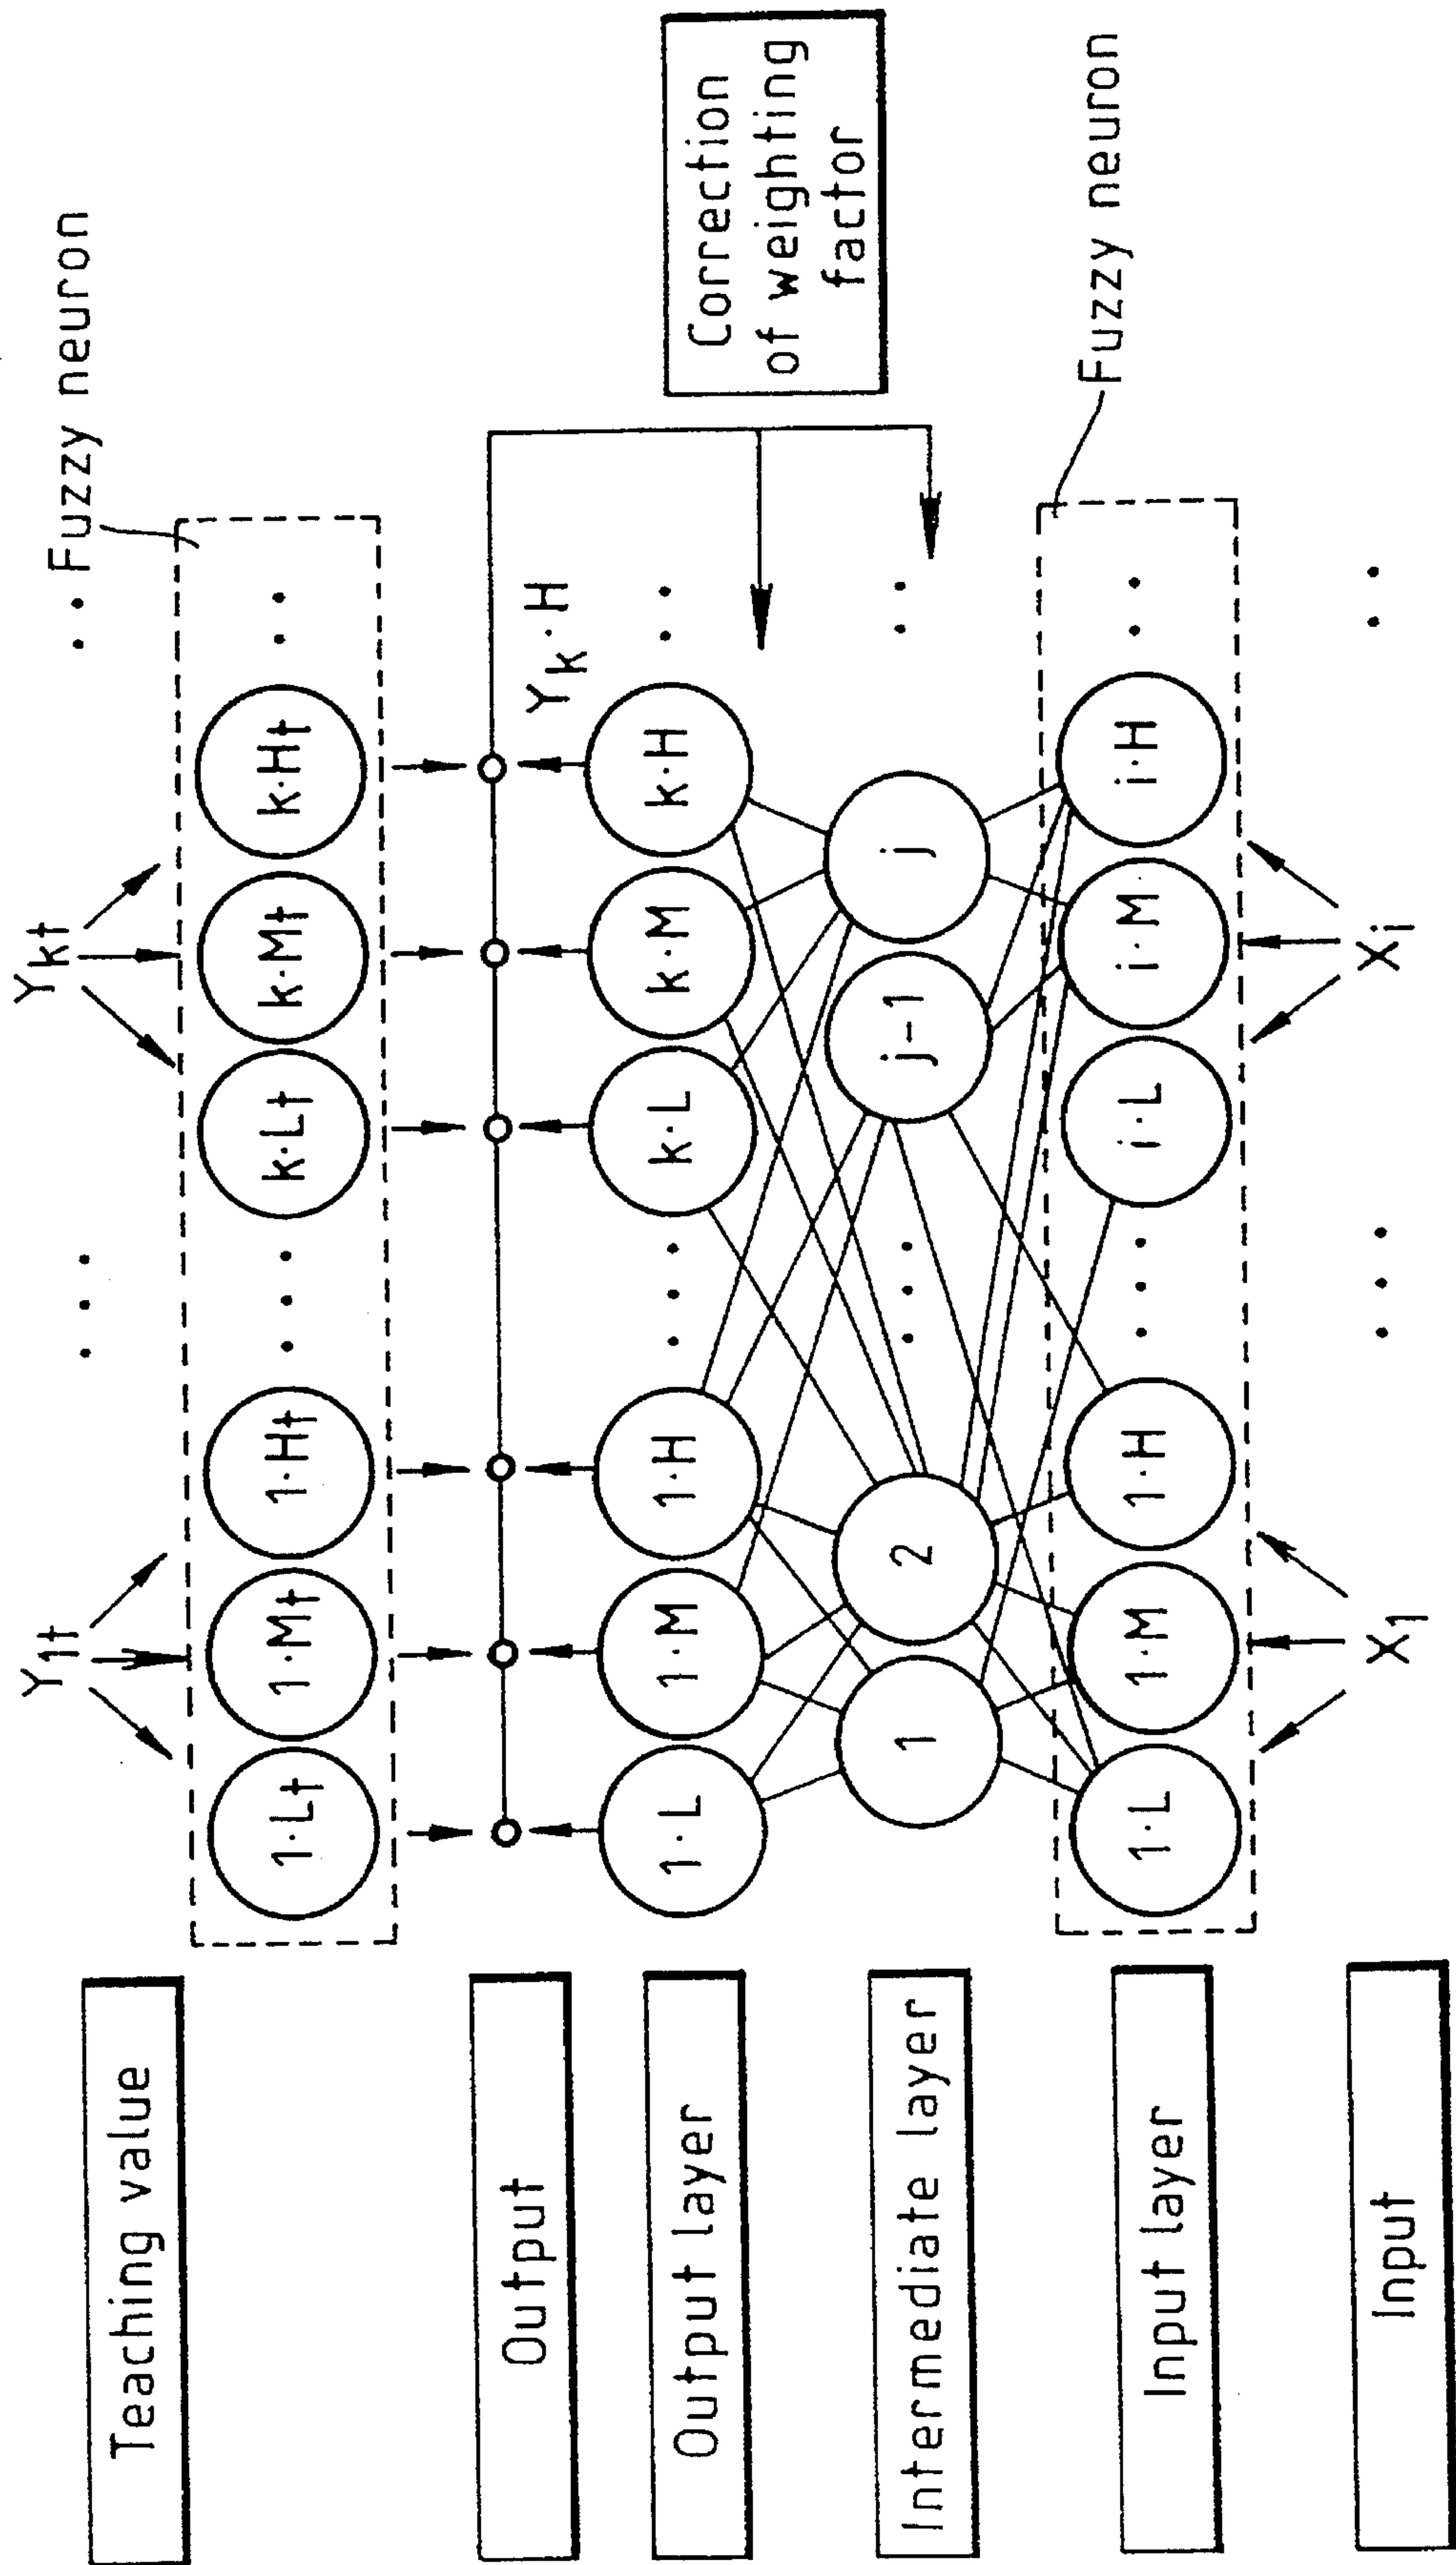 Teaching value
Y1t
. . .
Ykt
. . Fuzzy neuron
1·Lt
1·Mt
1·Ht
. . .
k·Lt
k·Mt
k·Ht
. .
Output
Yk·H
Output layer
1·L
1·M
1·H
. . .
k·L
k·M
k·H
. .
Correction
of weighting
factor
Intermediate layer
1
2
. . .
j-1
j
. .
Fuzzy neuron
Input layer
1·L
1·M
1·H
. . .
i·L
i·M
i·H
. .
Input
X1
. . .
Xi
. .